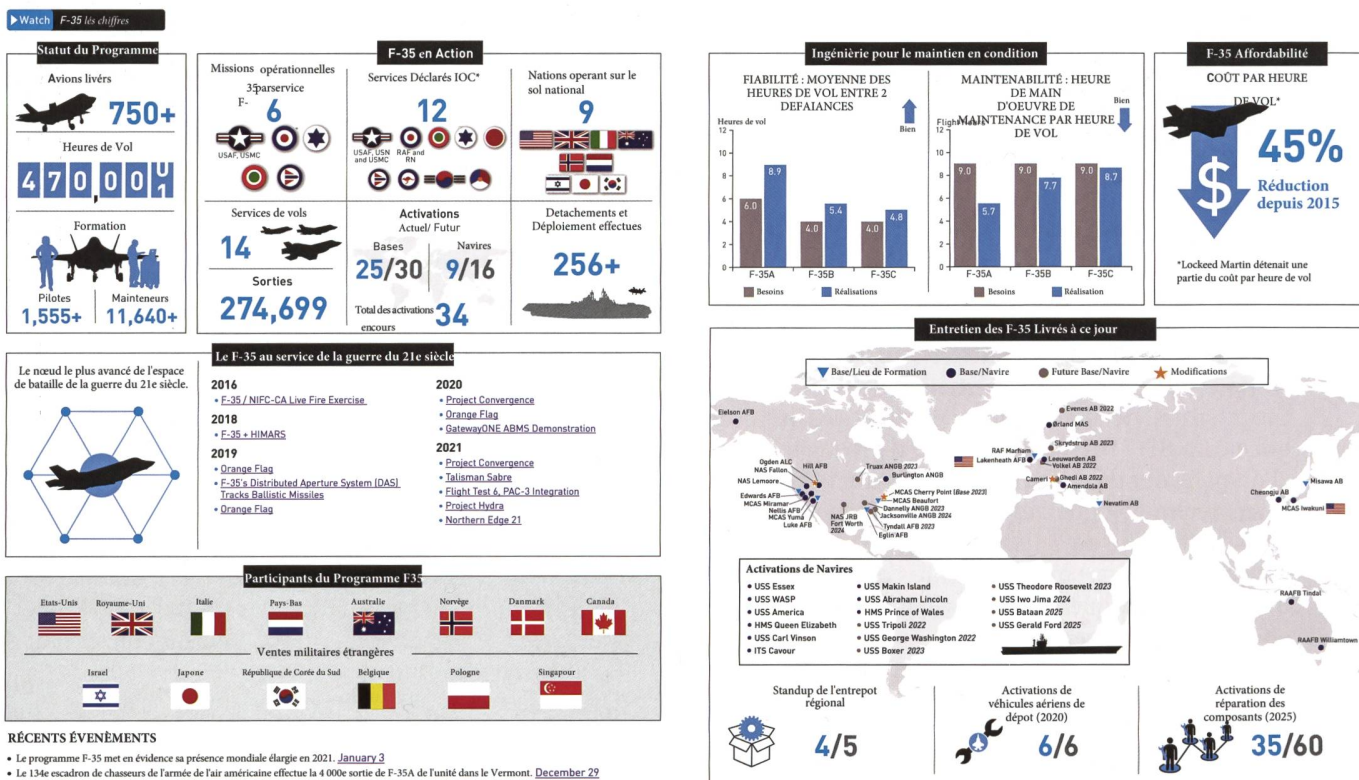 Watch F-35 lés chiffres
Statut du Programme
Avions livérs
750+
Heures de Vol
470,00
Formation
Pilotes
1,555+
Mainteneurs
11,640+
F-35 en Action
Missions opérationnelles
35parservice
F-
6
USAF, USMC
Services Déclarés IOC*
12
USAF, USN
and USMC
RAF and
RN
Nations operant sur le
sol national
9
Services de vols
14
Sorties
274,699
Activations
Actuel/ Futur
Bases
25/30
Navires
9/16
Total des activations
encours
34
Detachements et
Déploiement effectues
256+
Le F-35 au service de la guerre du 21e siècle
Le nœud le plus avancé de l'espace
de bataille de la guerre du 21e siècle.
2016
• F-35 / NIFC-CA Live Fire Exercise
2018
• F-35 + HIMARS
2019
• Orange Flag
• F-35's Distributed Aperture System (DAS)
Tracks Ballistic Missiles
• Orange Flag
2020
• Project Convergence
• Orange Flag
• GatewayONE ABMS Demonstration
2021
• Project Convergence
• Talisman Sabre
• Flight Test 6, PAC-3 Integration
• Project Hydra
• Northern Edge 21
Participants du Programme F35
Etats-Unis
Royaume-Uni
Italie
Pays-Bas
Australie
Norvège
Danmark
Canada
Ventes militaires étrangères
Israel
Japone
République de Corée du Sud
Belgique
Pologne
Singapour
RÉCENTS ÉVENÈMENTS
• Le programme F-35 met en évidence sa présence mondiale élargie en 2021. January 3
• Le 134e escadron de chasseurs de l'armée de l'air américaine effectue la 4 000e sortie de F-35A de l'unité dans le Vermont. December 29
Ingénièrie pour le maintien en condition
FIABILITÉ : MOYENNE DES
HEURES DE VOL ENTRE 2
DEFAIANCES
Bien
Heures de vol
12
10
8
6
4
2
0
6.0
8.9
4.0
5.4
4.0
4.8
F-35A
F-35B
F-35C
Besoins
Réalisations
MAINTENABILITÉ : HEURE
DE MAIN
D'OEUVRE DE
MAINTENANCE PAR HEURE
DE VOL
Bien
12
10
8
6
4
2
0
9.0
5.7
9.0
7.7
9.0
8.7
F-35A
F-35B
F-35C
Besoins
Réalisation
F-35 Affordabilité
COÛT PAR HEURE
DE VOL*
$
45%
Réduction
depuis 2015
*Lockeed Martin détenait une
partie du coût par heure de vol
Entretien des F-35 Livrés à ce jour
Base/Lieu de Formation
Base/Navire
Future Base/Navire
Modifications
Eielson AFB
Ogden ALC
NAS Fallon
Hill AFB
NAS Lemoore
Edwards AFB
MCAS Miramar
Nellis AFB
MCAS Yuma
Luke AFB
NAS JRB
Fort Worth
2024
Truax ANGB 2023
Burlington ANGB
MCAS Cherry Point (Base 2023)
MCAS Beaufort
Dannelly ANGB 2023
Jacksonville ANGB 2024
Tyndall AFB 2023
Eglin AFB
Evenes AB 2022
Ørland MAS
Skrydstrup AB 2023
RAF Marham
Lakenheath AFB
Leeuwarden AB
Volkel AB 2022
Cameri
Ghedi AB 2022
Amendola AB
Nevatim AB
Misawa AB
Cheongju AB
MCAS Iwakuni
RAAFB Tindal
RAAFB Williamtown
Activations de Navires
• USS Essex
• USS WASP
• USS America
• HMS Queen Elizabeth
• USS Carl Vinson
• ITS Cavour
• USS Makin Island
• USS Abraham Lincoln
• HMS Prince of Wales
• USS Tripoli 2022
• USS George Washington 2022
• USS Boxer 2023
• USS Theodore Roosevelt 2023
• USS Iwo Jima 2024
• USS Bataan 2025
• USS Gerald Ford 2025
Standup de l'entrepot
régional
4/5
Activations de
véhicules aériens de
dépot (2020)
6/6
Activations de
réparation des
composants (2025)
35/60